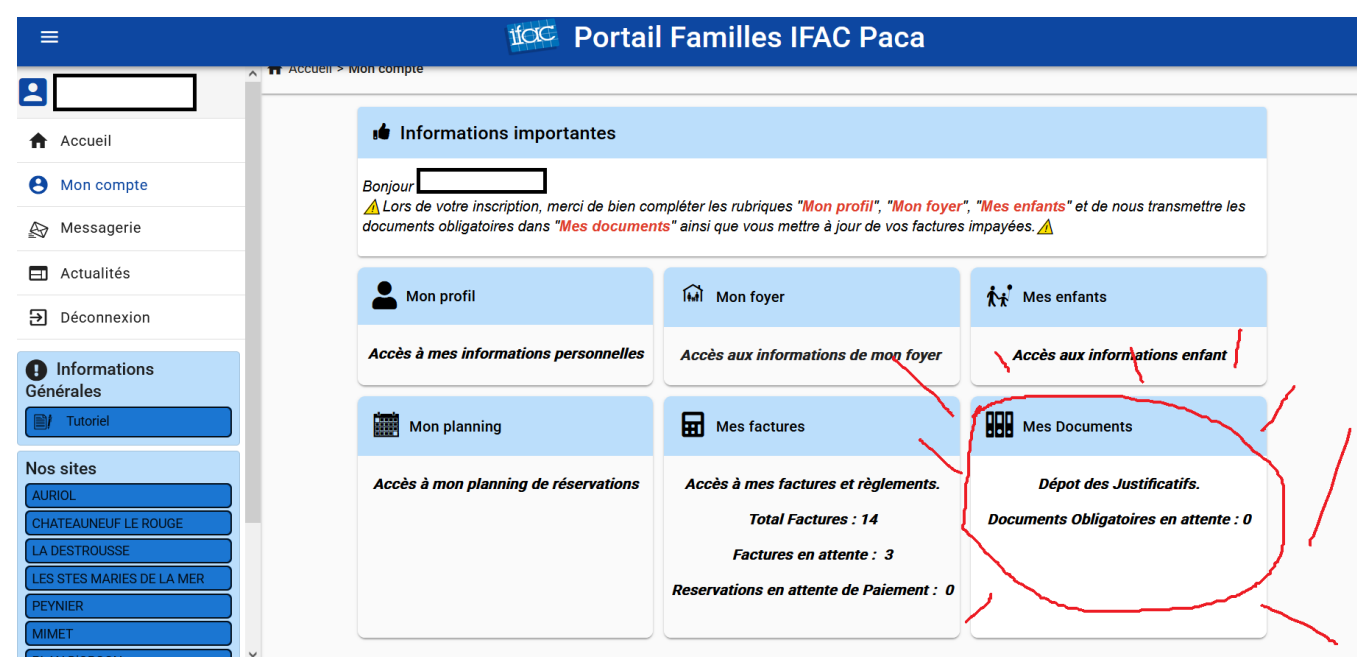 ifac Portail Familles IFAC Paca
Accueil > Mon compte
Accueil
Mon compte
Messagerie
Actualités
Déconnexion
Informations
Générales
Tutoriel
Nos sites
AURIOL
CHATEAUNEUF LE ROUGE
LA DESTROUSSE
LES STES MARIES DE LA MER
PEYNIER
MIMET
Informations importantes
Bonjour
Lors de votre inscription, merci de bien compléter les rubriques "Mon profil", "Mon foyer", "Mes enfants" et de nous transmettre les
documents obligatoires dans "Mes documents" ainsi que vous mettre à jour de vos factures impayées.
Mon profil
Accès à mes informations personnelles
Mon foyer
Accès aux informations de mon foyer
Mes enfants
Accès aux informations enfant
Mon planning
Accès à mon planning de réservations
Mes factures
Accès à mes factures et règlements.
Total Factures : 14
Factures en attente : 3
Reservations en attente de Paiement : 0
Mes Documents
Dépot des Justificatifs.
Documents Obligatoires en attente : 0